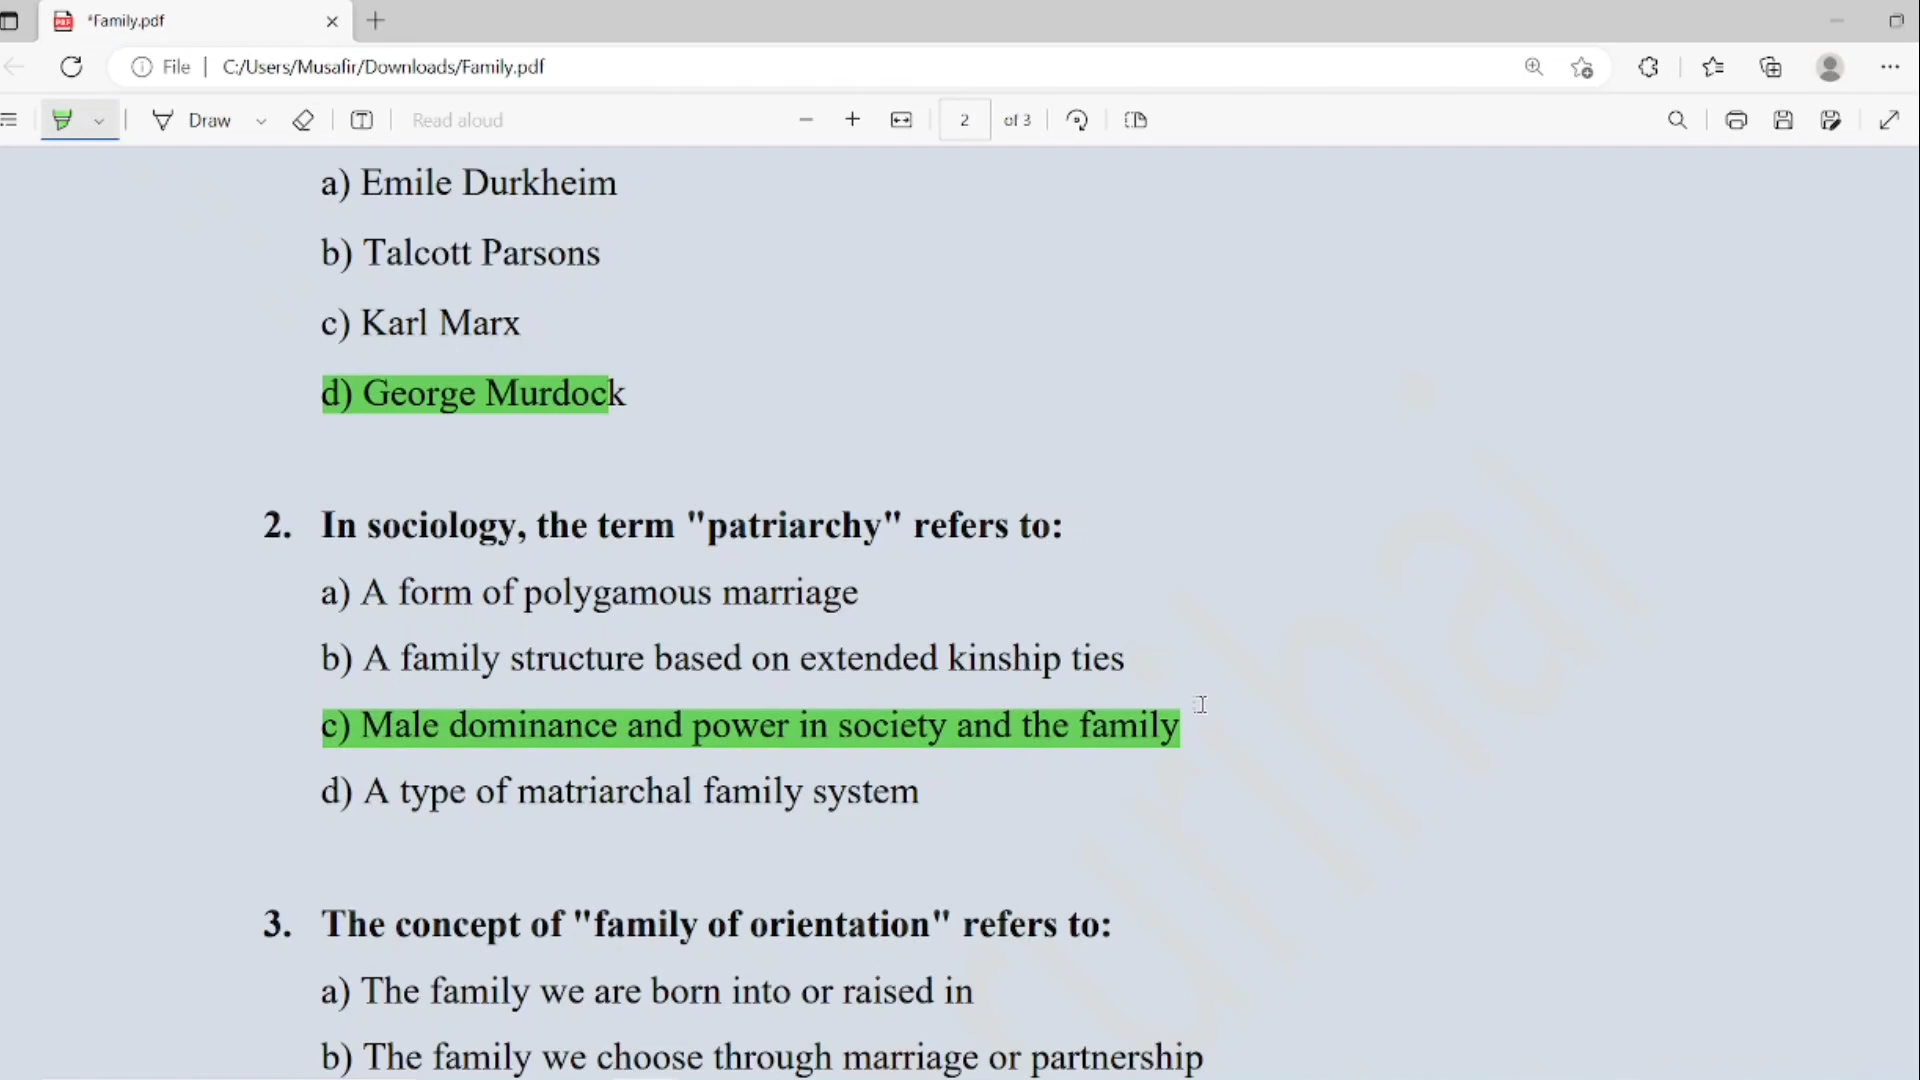 *Family.pdf
File
C:/Users/Musafir/Downloads/Family.pdf
Draw
Read aloud
2
of 3
a) Emile Durkheim
b) Talcott Parsons
c) Karl Marx
d) George Murdock
2. In sociology, the term "patriarchy" refers to:
a) A form of polygamous marriage
b) A family structure based on extended kinship ties
c) Male dominance and power in society and the family
d) A type of matriarchal family system
3. The concept of "family of orientation" refers to:
a) The family we are born into or raised in
b) The family we choose through marriage or partnership